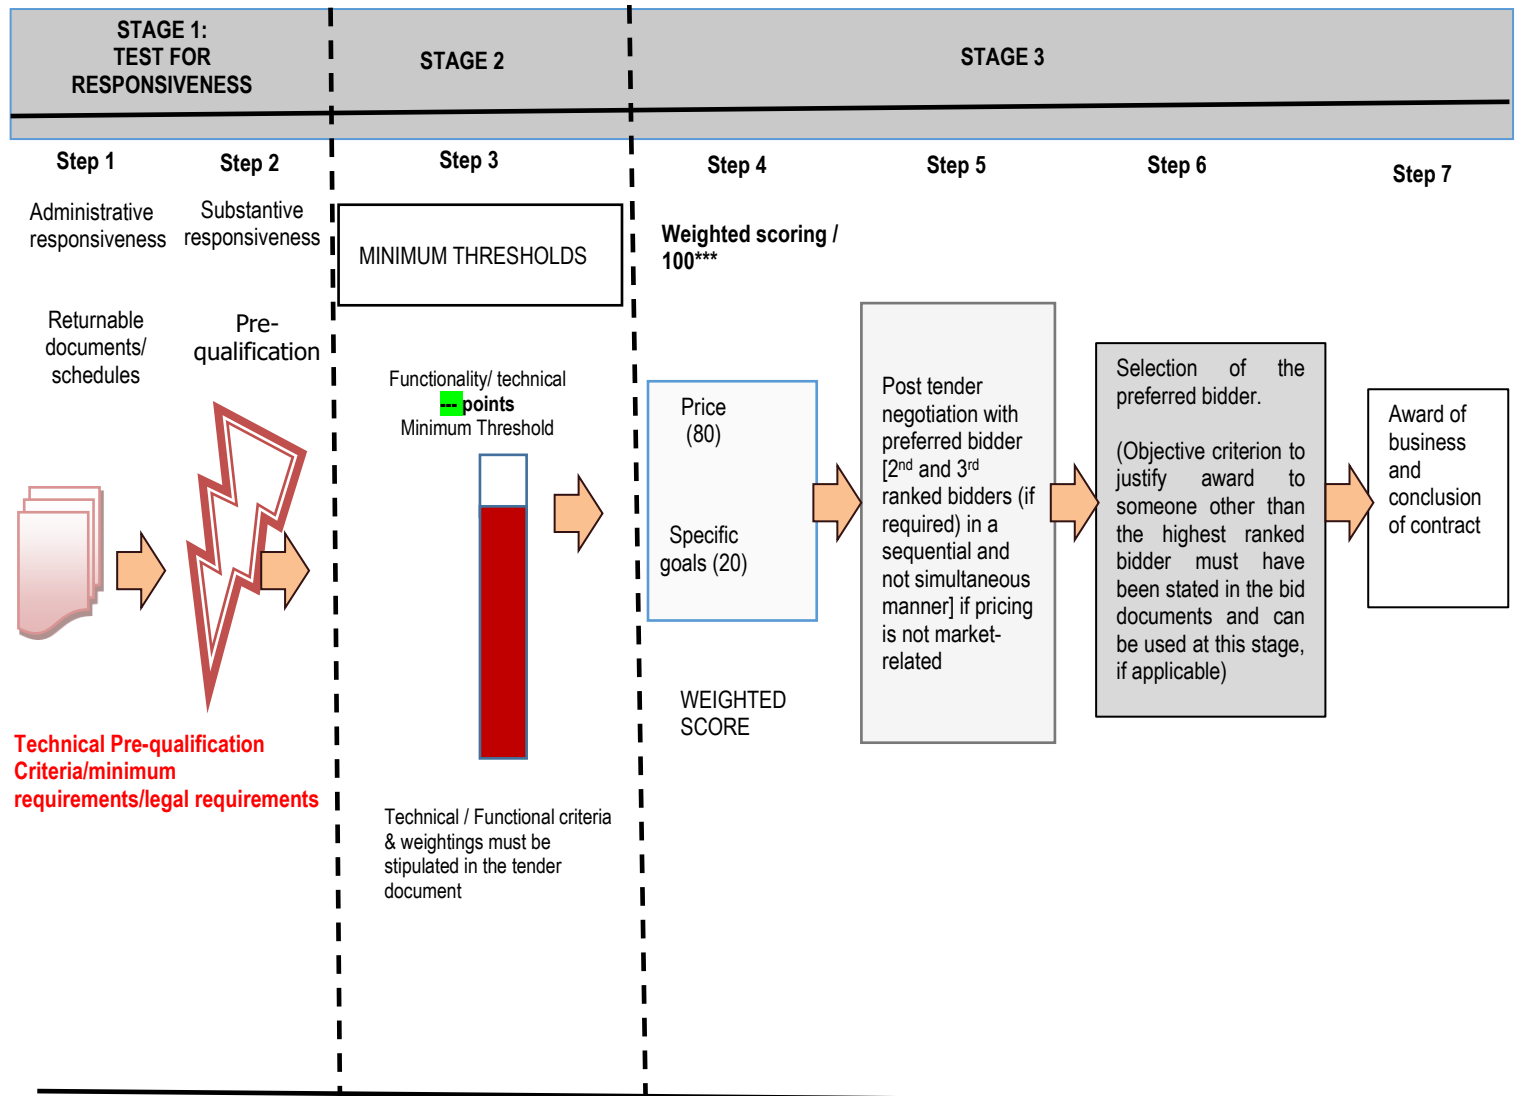 STAGE 1:
TEST FOR
RESPONSIVENESS
STAGE 2
STAGE 3
Step 1
Step 2
Step 3
Step 4
Step 5
Step 6
Step 7
Administrative
responsiveness
Substantive
responsiveness
MINIMUM THRESHOLDS
Weighted scoring /
100***
Returnable
documents/
schedules
Pre-
qualification
Functionality/ technical
--- points
Minimum Threshold
Price
(80)
Specific
goals (20)
WEIGHTED
SCORE
Post tender
negotiation with
preferred bidder
[2nd and 3rd
ranked bidders (if
required) in a
sequential and
not simultaneous
manner] if pricing
is not market-
related
Selection of the
preferred bidder.
(Objective criterion to
justify award to
someone other than
the highest ranked
bidder must have
been stated in the bid
documents and can
be used at this stage,
if applicable)
Award of
business
and
conclusion
of contract
Technical Pre-qualification
Criteria/minimum
requirements/legal requirements
Technical / Functional criteria
& weightings must be
stipulated in the tender
document